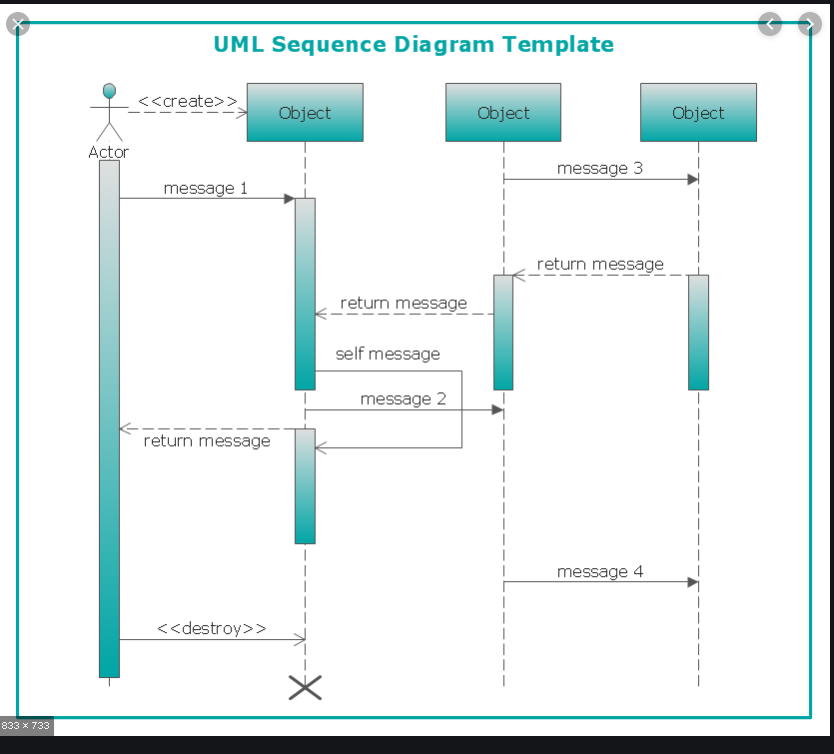 UML Sequence Diagram Template
<<create>>
Object
Object
Object
Actor
message 3
message 1
return message
return message
self message
message 2
return message
message 4
<<destroy>>
833 × 733